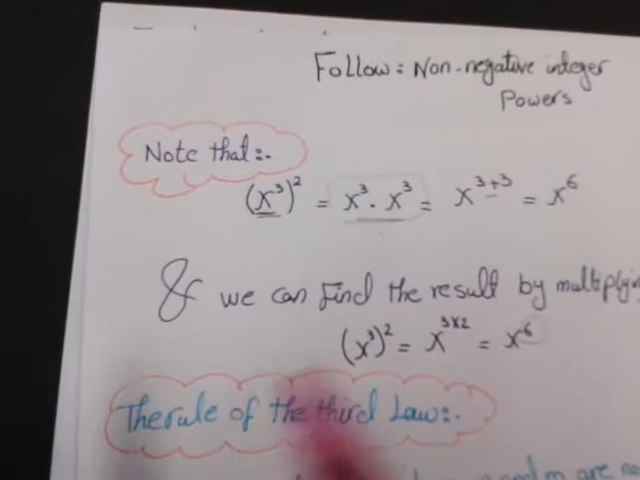 Follow: Non-negative integer
Powers
Note that:.
(x³)² = x³ . x³ = x³⁺³ = x⁶
& we can find the result by
(x³)² = x³ˣ² = x⁶
The rule of the third Law:.